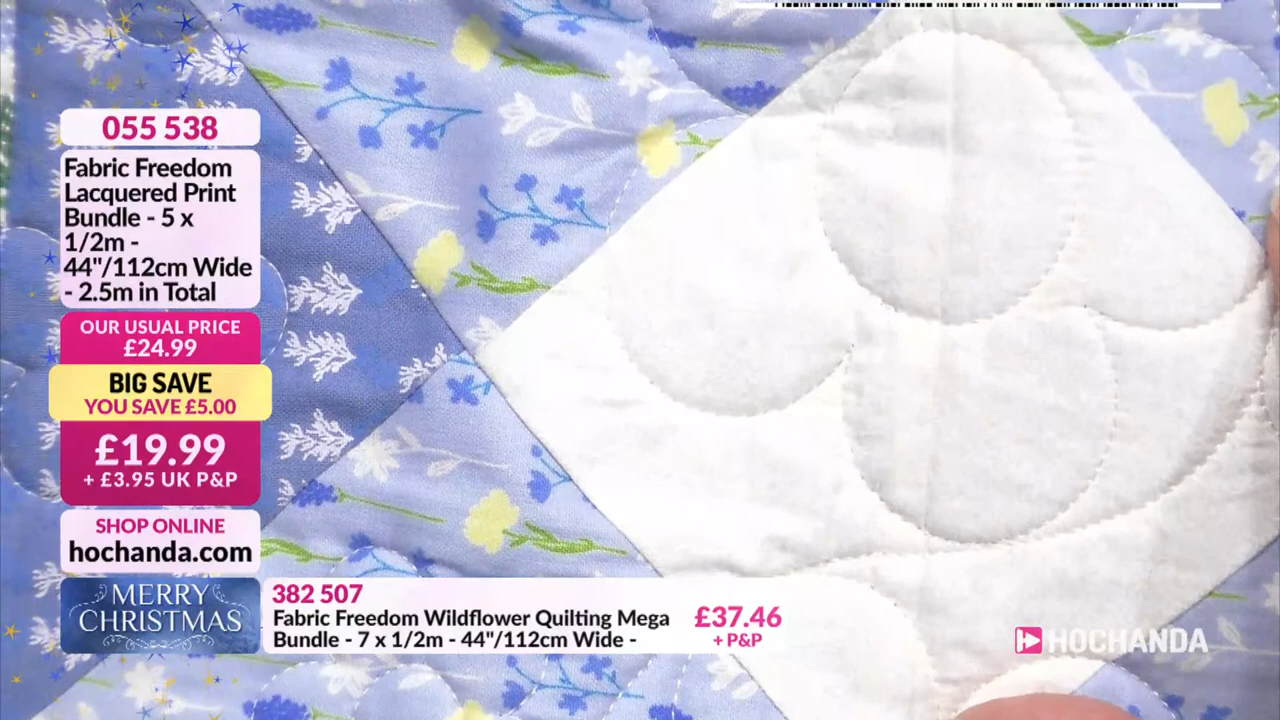 055 538
Fabric Freedom
Lacquered Print
Bundle - 5 x
1/2m -
44"/112cm Wide
- 2.5m in Total
OUR USUAL PRICE
£24.99
BIG SAVE
YOU SAVE £5.00
£19.99
+ £3.95 UK P&P
SHOP ONLINE
hochanda.com
MERRY
CHRISTMAS
382 507
Fabric Freedom Wildflower Quilting Mega
Bundle - 7 x 1/2m - 44"/112cm Wide -
£37.46
+ P&P
HOCHANDA